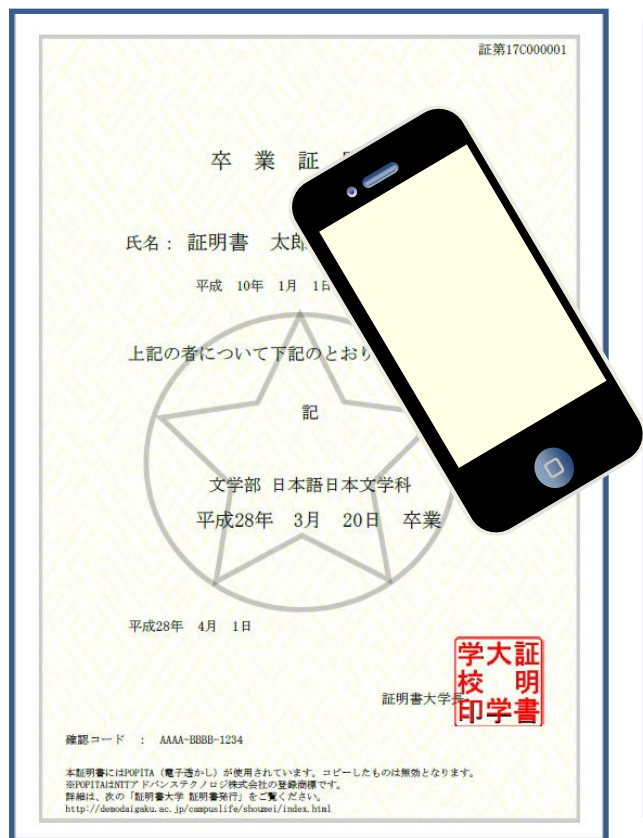 証第17C000001
卒 業 証
氏名： 証明書 太郎
平成 10年 1月 1日
上記の者について下記のとおり
記
文学部 日本語日本文学科
平成28年 3月 20日 卒業
平成28年 4月 1日
証明書大学長
証明書
大学
学校印
確認コード : AAAA-BBBB-1234
本証明書にはPOPITA（電子透かし）が使用されています。コピーしたものは無効となります。
※POPITAはNTTアドバンステクノロジ株式会社の登録商標です。
詳細は、次の「証明書大学 証明書発行」をご覧ください。
http://demodaigaku.ac.jp/campuslife/shoumei/index.html